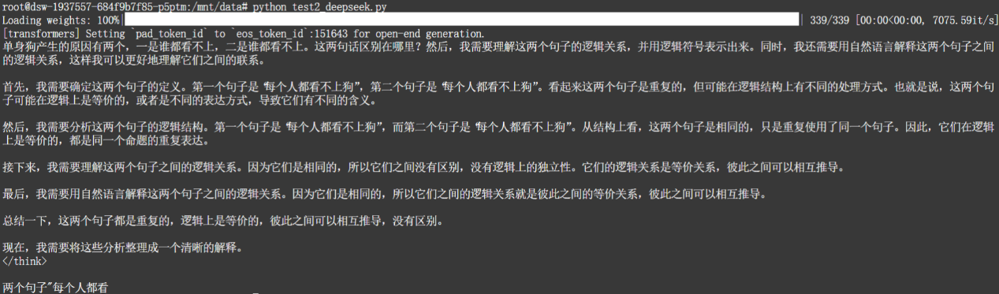 root@dsw-1937557-684f9b7f85-p5ptm:/mnt/data# python test2_deepseek.py
Loading weights: 100%| | 339/339 [00:00<00:00, 7075.59it/s]
[transformers] Setting `pad_token_id` to `eos_token_id`:151643 for open-end generation.
单身狗产生的原因有两个，一是谁都看不上，二是谁都看不上。这两句话区别在哪里？然后，我需要理解这两个句子的逻辑关系，并用逻辑符号表示出来。同时，我还需要用自然语言解释这两个句子之间
的逻辑关系，这样我可以更好地理解它们之间的联系。
首先，我需要确定这两个句子的定义。第一个句子是“每个人都看不上狗”，第二个句子是“每个人都看不上狗”。看起来这两个句子是重复的，但可能在逻辑结构上有不同的处理方式。也就是说，这两个句
子可能在逻辑上是等价的，或者是不同的表达方式，导致它们有不同的含义。
然后，我需要分析这两个句子的逻辑结构。第一个句子是“每个人都看不上狗”，而第二个句子是“每个人都看不上狗”。从结构上看，这两个句子是相同的，只是重复使用了同一个句子。因此，它们在逻辑
上是等价的，都是同一个命题的重复表达。
接下来，我需要理解这两个句子之间的逻辑关系。因为它们是相同的，所以它们之间没有区别，没有逻辑上的独立性。它们的逻辑关系是等价关系，彼此之间可以相互推导。
最后，我需要用自然语言解释这两个句子之间的逻辑关系。因为它们是相同的，所以它们之间的逻辑关系就是彼此之间的等价关系，彼此之间可以相互推导。
总结一下，这两个句子都是重复的，逻辑上是等价的，彼此之间可以相互推导，没有区别。
现在，我需要将这些分析整理成一个清晰的解释。
</think>
两个句子"每个人都看